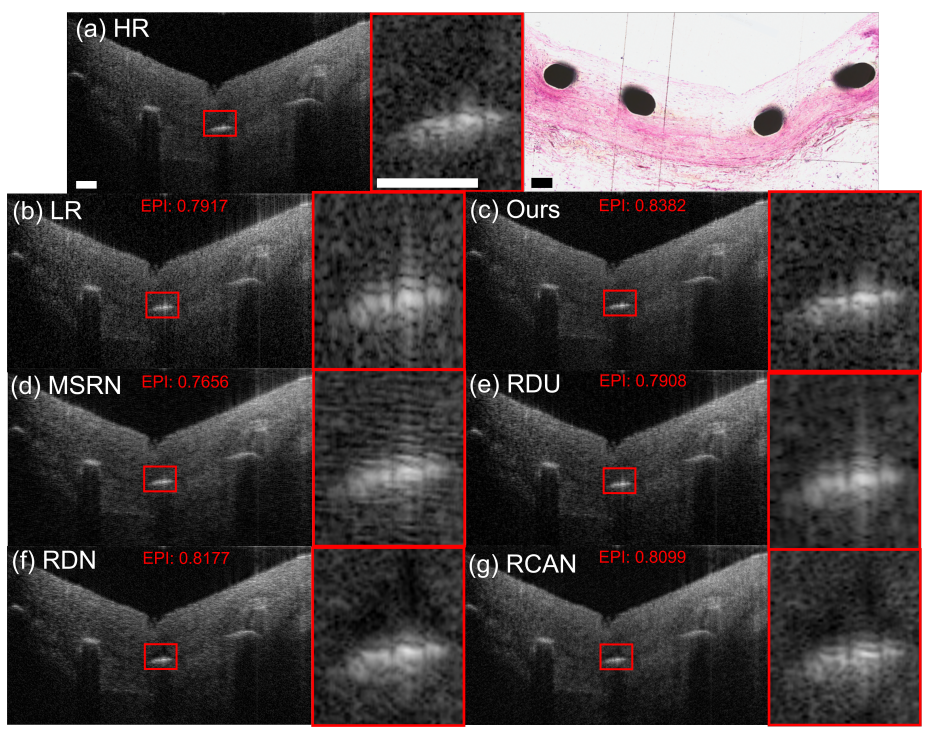 (a) HR
(b) LR
EPI: 0.7917
(c) Ours
EPI: 0.8382
(d) MSRN
EPI: 0.7656
(e) RDU
EPI: 0.7908
(f) RDN
EPI: 0.8177
(g) RCAN
EPI: 0.8099